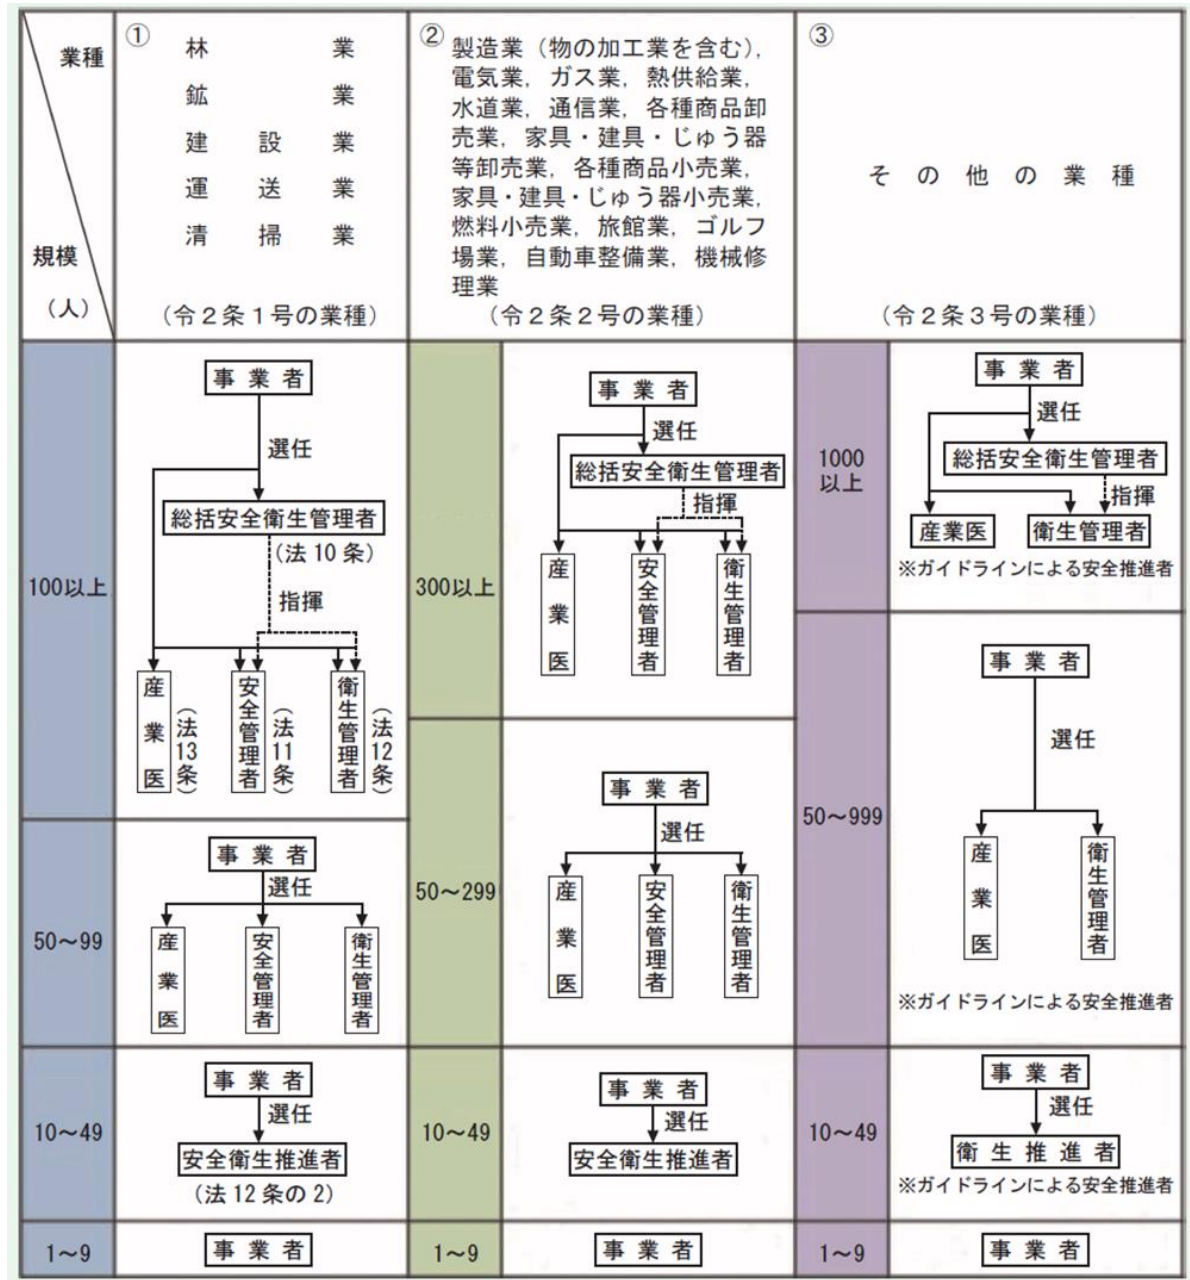 業種
規模
(人)
①
林業
鉱業
建設業
運送業
清掃業
(令2条1号の業種)
②
製造業(物の加工業を含む),
電気業, ガス業, 熱供給業,
水道業, 通信業, 各種商品卸
売業, 家具・建具・じゅう器
等卸売業, 各種商品小売業,
家具・建具・じゅう器小売業,
燃料小売業, 旅館業, ゴルフ
場業, 自動車整備業, 機械修
理業
(令2条2号の業種)
③
その他の業種
(令2条3号の業種)
100以上
事業者
選任
総括安全衛生管理者
(法10条)
指揮
産業医
(法13条)
安全管理者
(法11条)
衛生管理者
(法12条)
50~99
事業者
選任
産業医
安全管理者
衛生管理者
10~49
事業者
選任
安全衛生推進者
(法12条の2)
1~9
事業者
300以上
事業者
選任
総括安全衛生管理者
指揮
産業医
安全管理者
衛生管理者
50~299
事業者
選任
産業医
安全管理者
衛生管理者
10~49
事業者
選任
安全衛生推進者
1~9
事業者
1000
以上
事業者
選任
総括安全衛生管理者
指揮
産業医
衛生管理者
※ガイドラインによる安全推進者
50~999
事業者
選任
産業医
衛生管理者
※ガイドラインによる安全推進者
10~49
事業者
選任
衛生推進者
※ガイドラインによる安全推進者
1~9
事業者